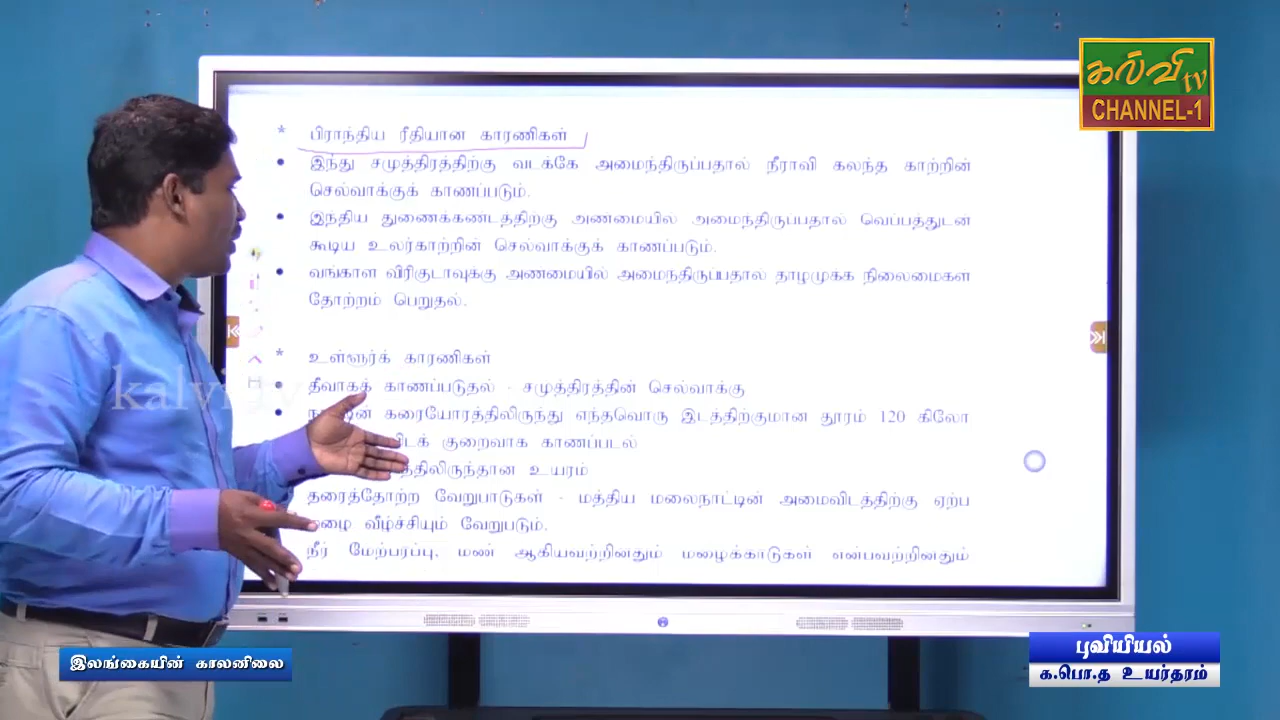 கல்வி tv
CHANNEL-1
* பிராந்திய ரீதியான காரணிகள்
• இந்து சமுத்திரத்திற்கு வடக்கே அமைந்திருப்பதால் நீராவி கலந்த காற்றின்
செல்வாக்குக் காணப்படும்.
• இந்திய துணைக்கண்டத்திற்கு அண்மையில் அமைந்திருப்பதால் வெப்பத்துடன்
கூடிய உலர்காற்றின் செல்வாக்குக் காணப்படும்.
• வங்காள விரிகுடாவுக்கு அண்மையில் அமைந்திருப்பதால் தாழமுக்க நிலைமைகள்
தோற்றம் பெறுதல்.
* உள்ளூர்க் காரணிகள்
• தீவாகத் காணப்படுதல் - சமுத்திரத்தின் செல்வாக்கு
• கரையோரத்திலிருந்து எந்தவொரு இடத்திற்குமான தூரம் 120 கிலோ
குறைவாக காணப்படல்
உயரம்
தரைத்தோற்ற வேறுபாடுகள் - மத்திய மலைநாட்டின் அமைவிடத்திற்கு ஏற்ப
வீழ்ச்சியும் வேறுபடும்.
நீர் மேற்பரப்பு, மண் ஆகியவற்றினதும் மழைக்காடுகள் என்பவற்றினதும்
இலங்கையின் காலனிலை
புவியியல்
க.பொ.த உயர்தரம்